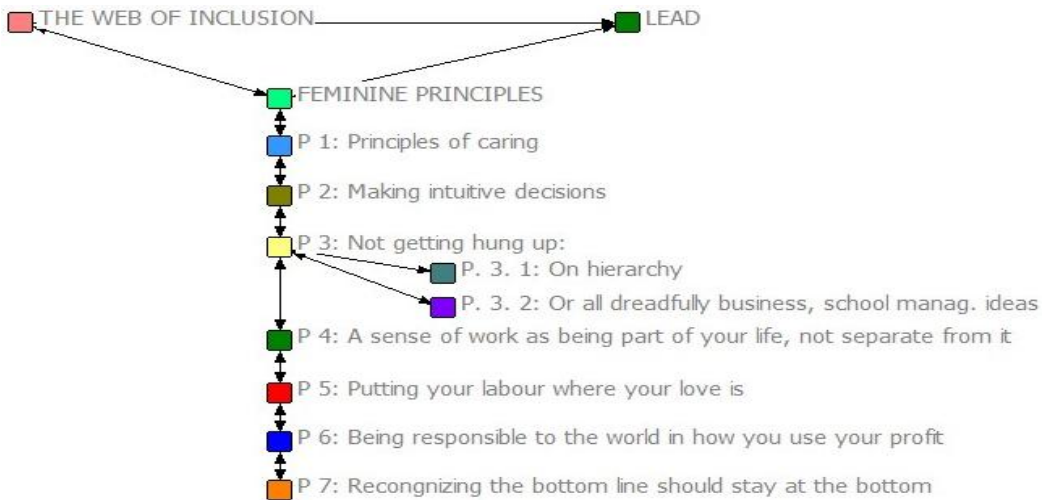 THE WEB OF INCLUSION
LEAD
FEMININE PRINCIPLES
P 1: Principles of caring
P 2: Making intuitive decisions
P 3: Not getting hung up:
P. 3. 1: On hierarchy
P. 3. 2: Or all dreadfully business, school manag. ideas
P 4: A sense of work as being part of your life, not separate from it
P 5: Putting your labour where your love is
P 6: Being responsible to the world in how you use your profit
P 7: Recongnizing the bottom line should stay at the bottom